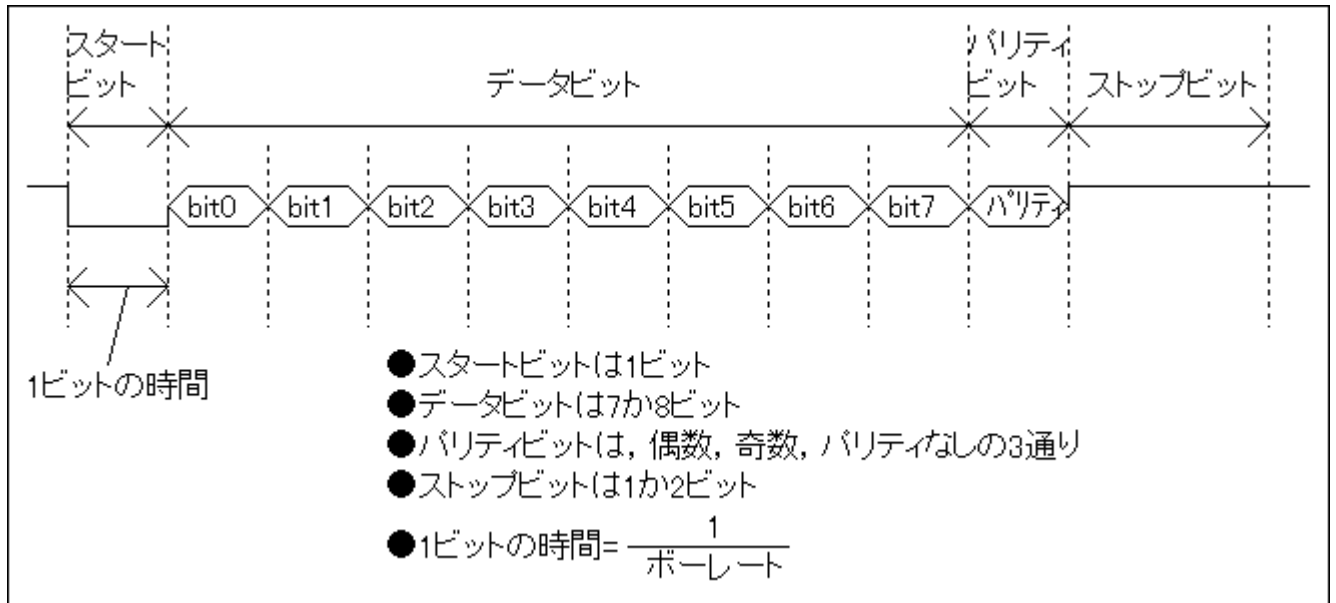 スタート
ビット
データビット
パリティ
ビット
ストップビット
bit0 bit1 bit2 bit3 bit4 bit5 bit6 bit7 パリティ
1ビットの時間
●スタートビットは1ビット
●データビットは7か8ビット
●パリティビットは, 偶数, 奇数, パリティなしの3通り
●ストップビットは1か2ビット
●1ビットの時間=
1
ボーレート